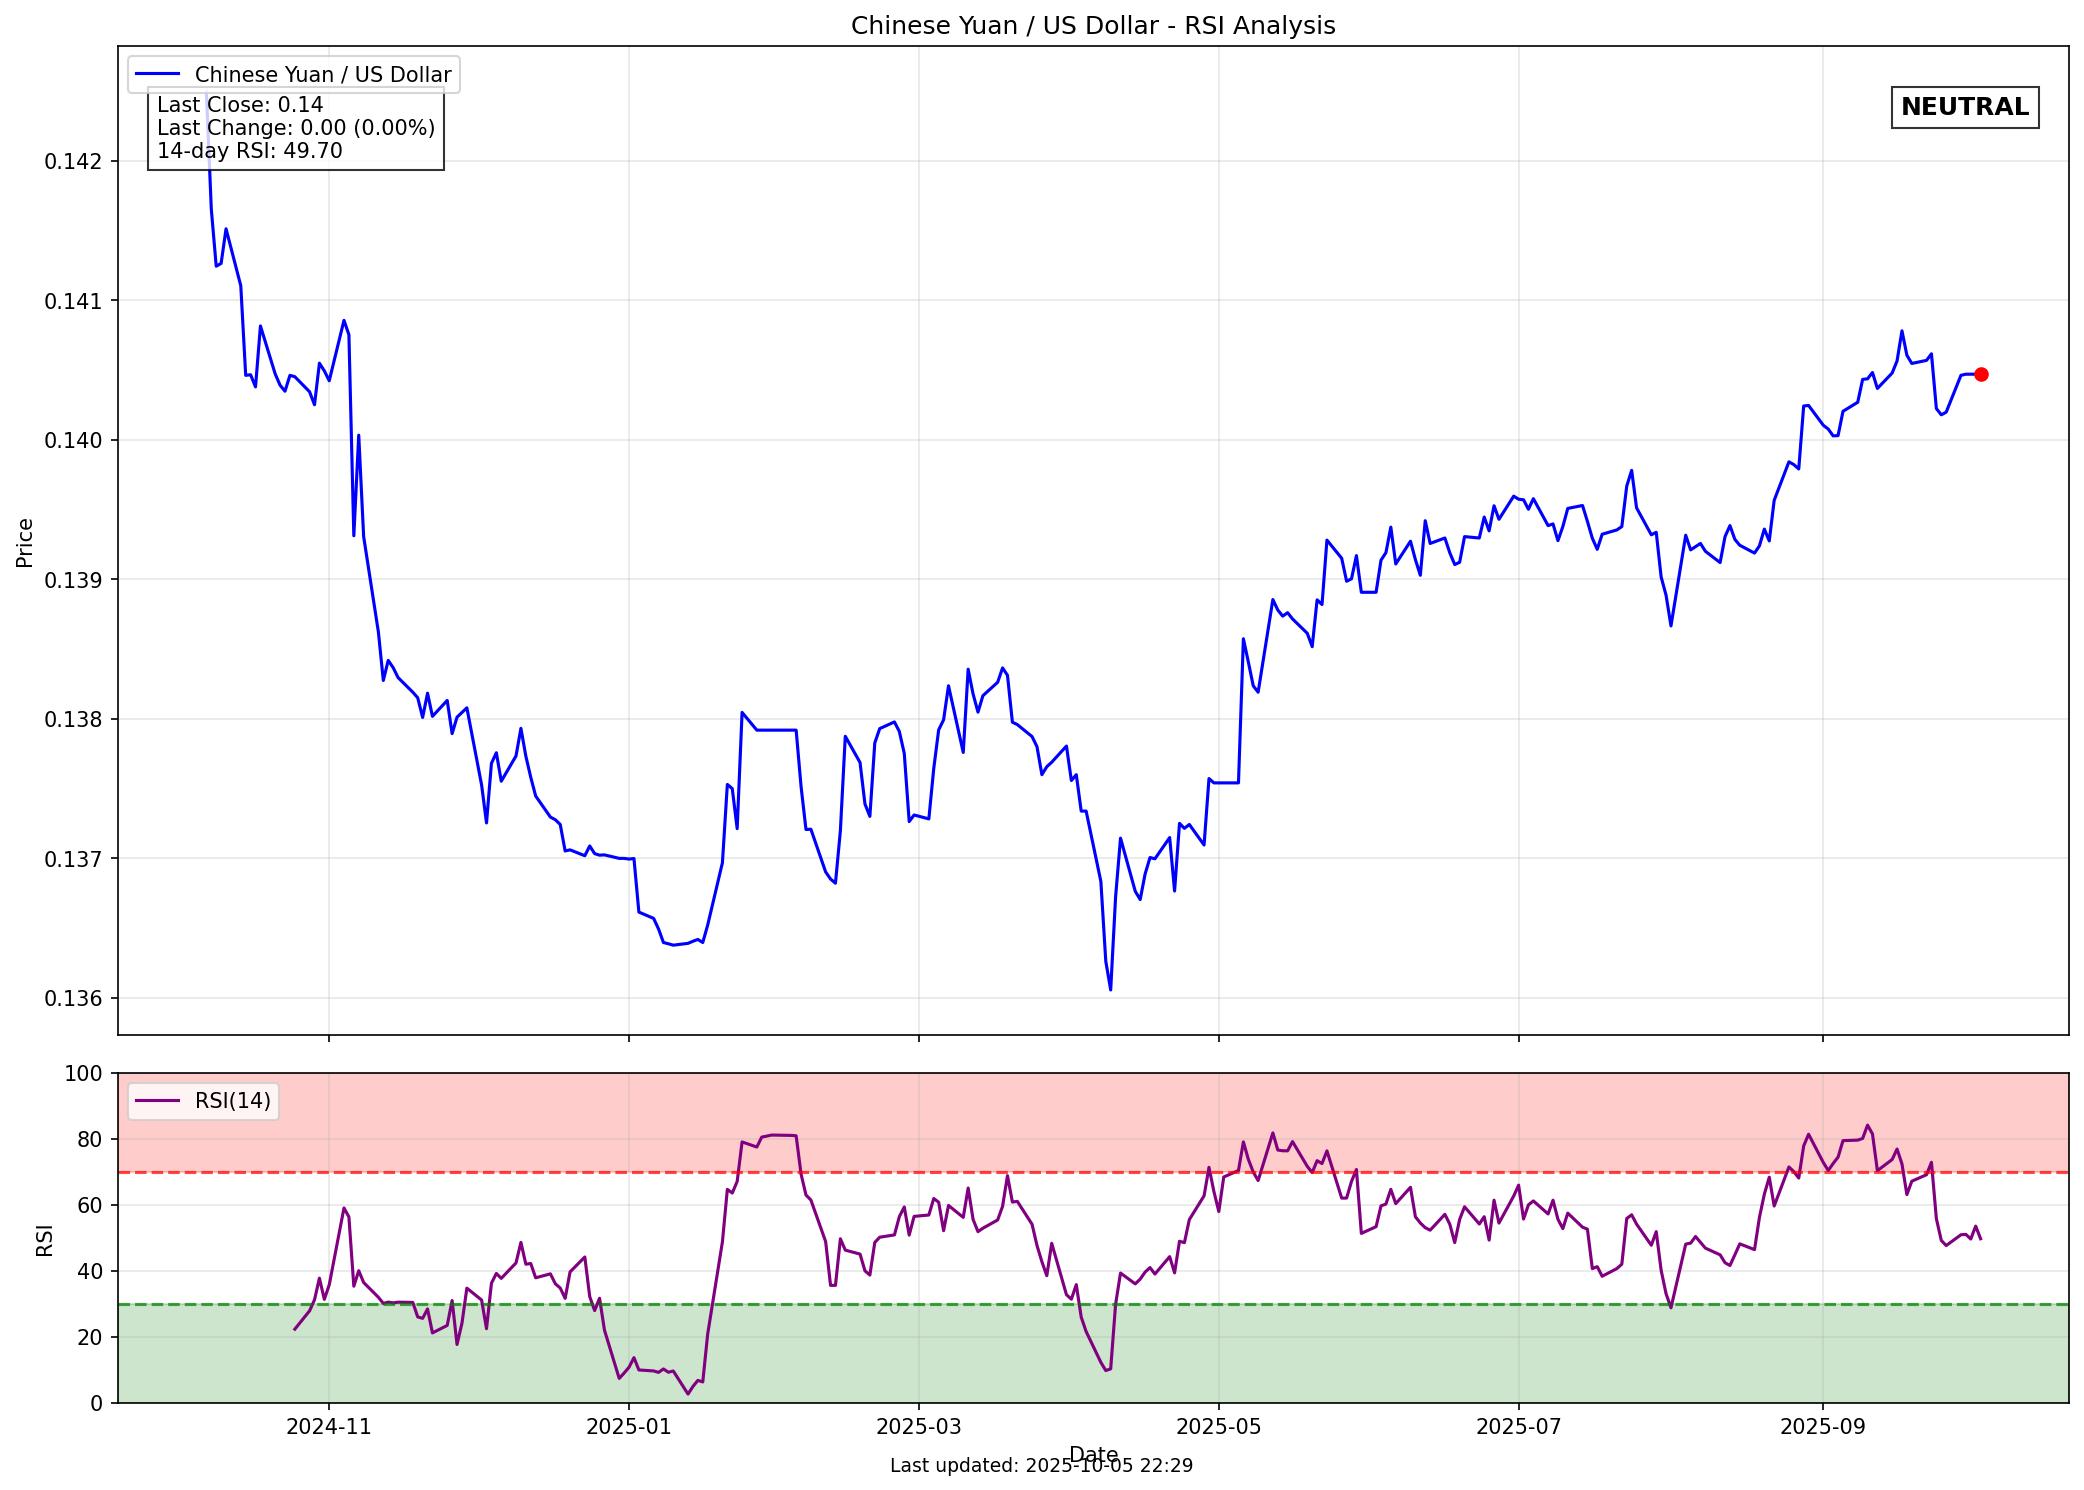 Chinese Yuan / US Dollar - RSI Analysis
Chinese Yuan / US Dollar
Last Close: 0.14
Last Change: 0.00 (0.00%)
14-day RSI: 49.70
NEUTRAL
Price
0.142
0.141
0.140
0.139
0.138
0.137
0.136
RSI(14)
RSI
100
80
60
40
20
0
2024-11
2025-01
2025-03
2025-05
2025-07
2025-09
Date
Last updated: 2025-10-05 22:29